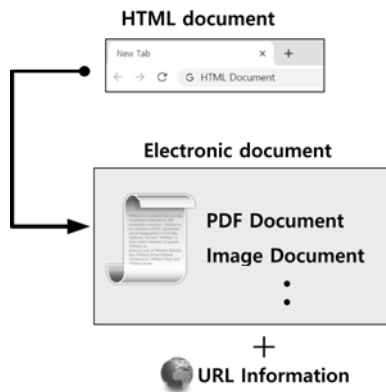 HTML document
New Tab × +
G HTML Document
Electronic document
PDF Document
Image Document
+
URL Information